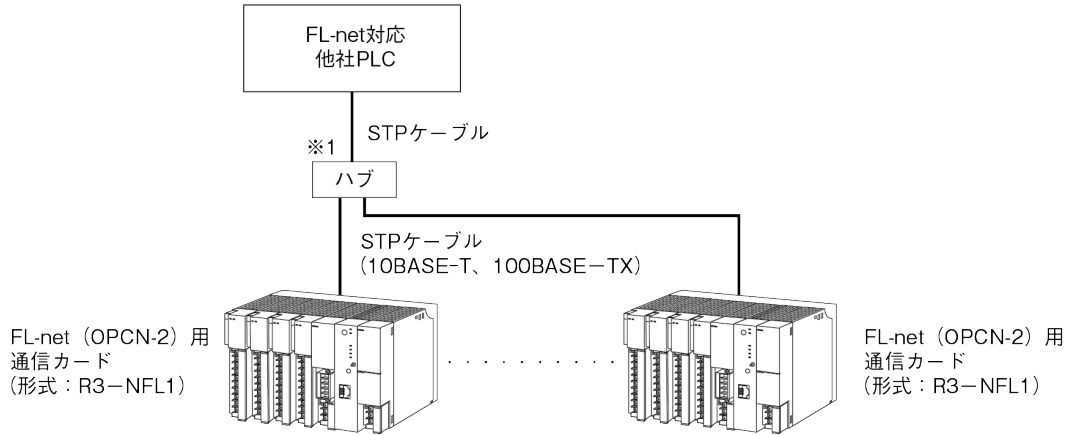 FL-net対応
他社PLC
STPケーブル
※1
ハブ
STPケーブル
(10BASE-T、100BASE－TX)
FL-net（OPCN-2）用
通信カード
(形式：R3－NFL1)
FL-net（OPCN-2）用
通信カード
(形式：R3－NFL1)